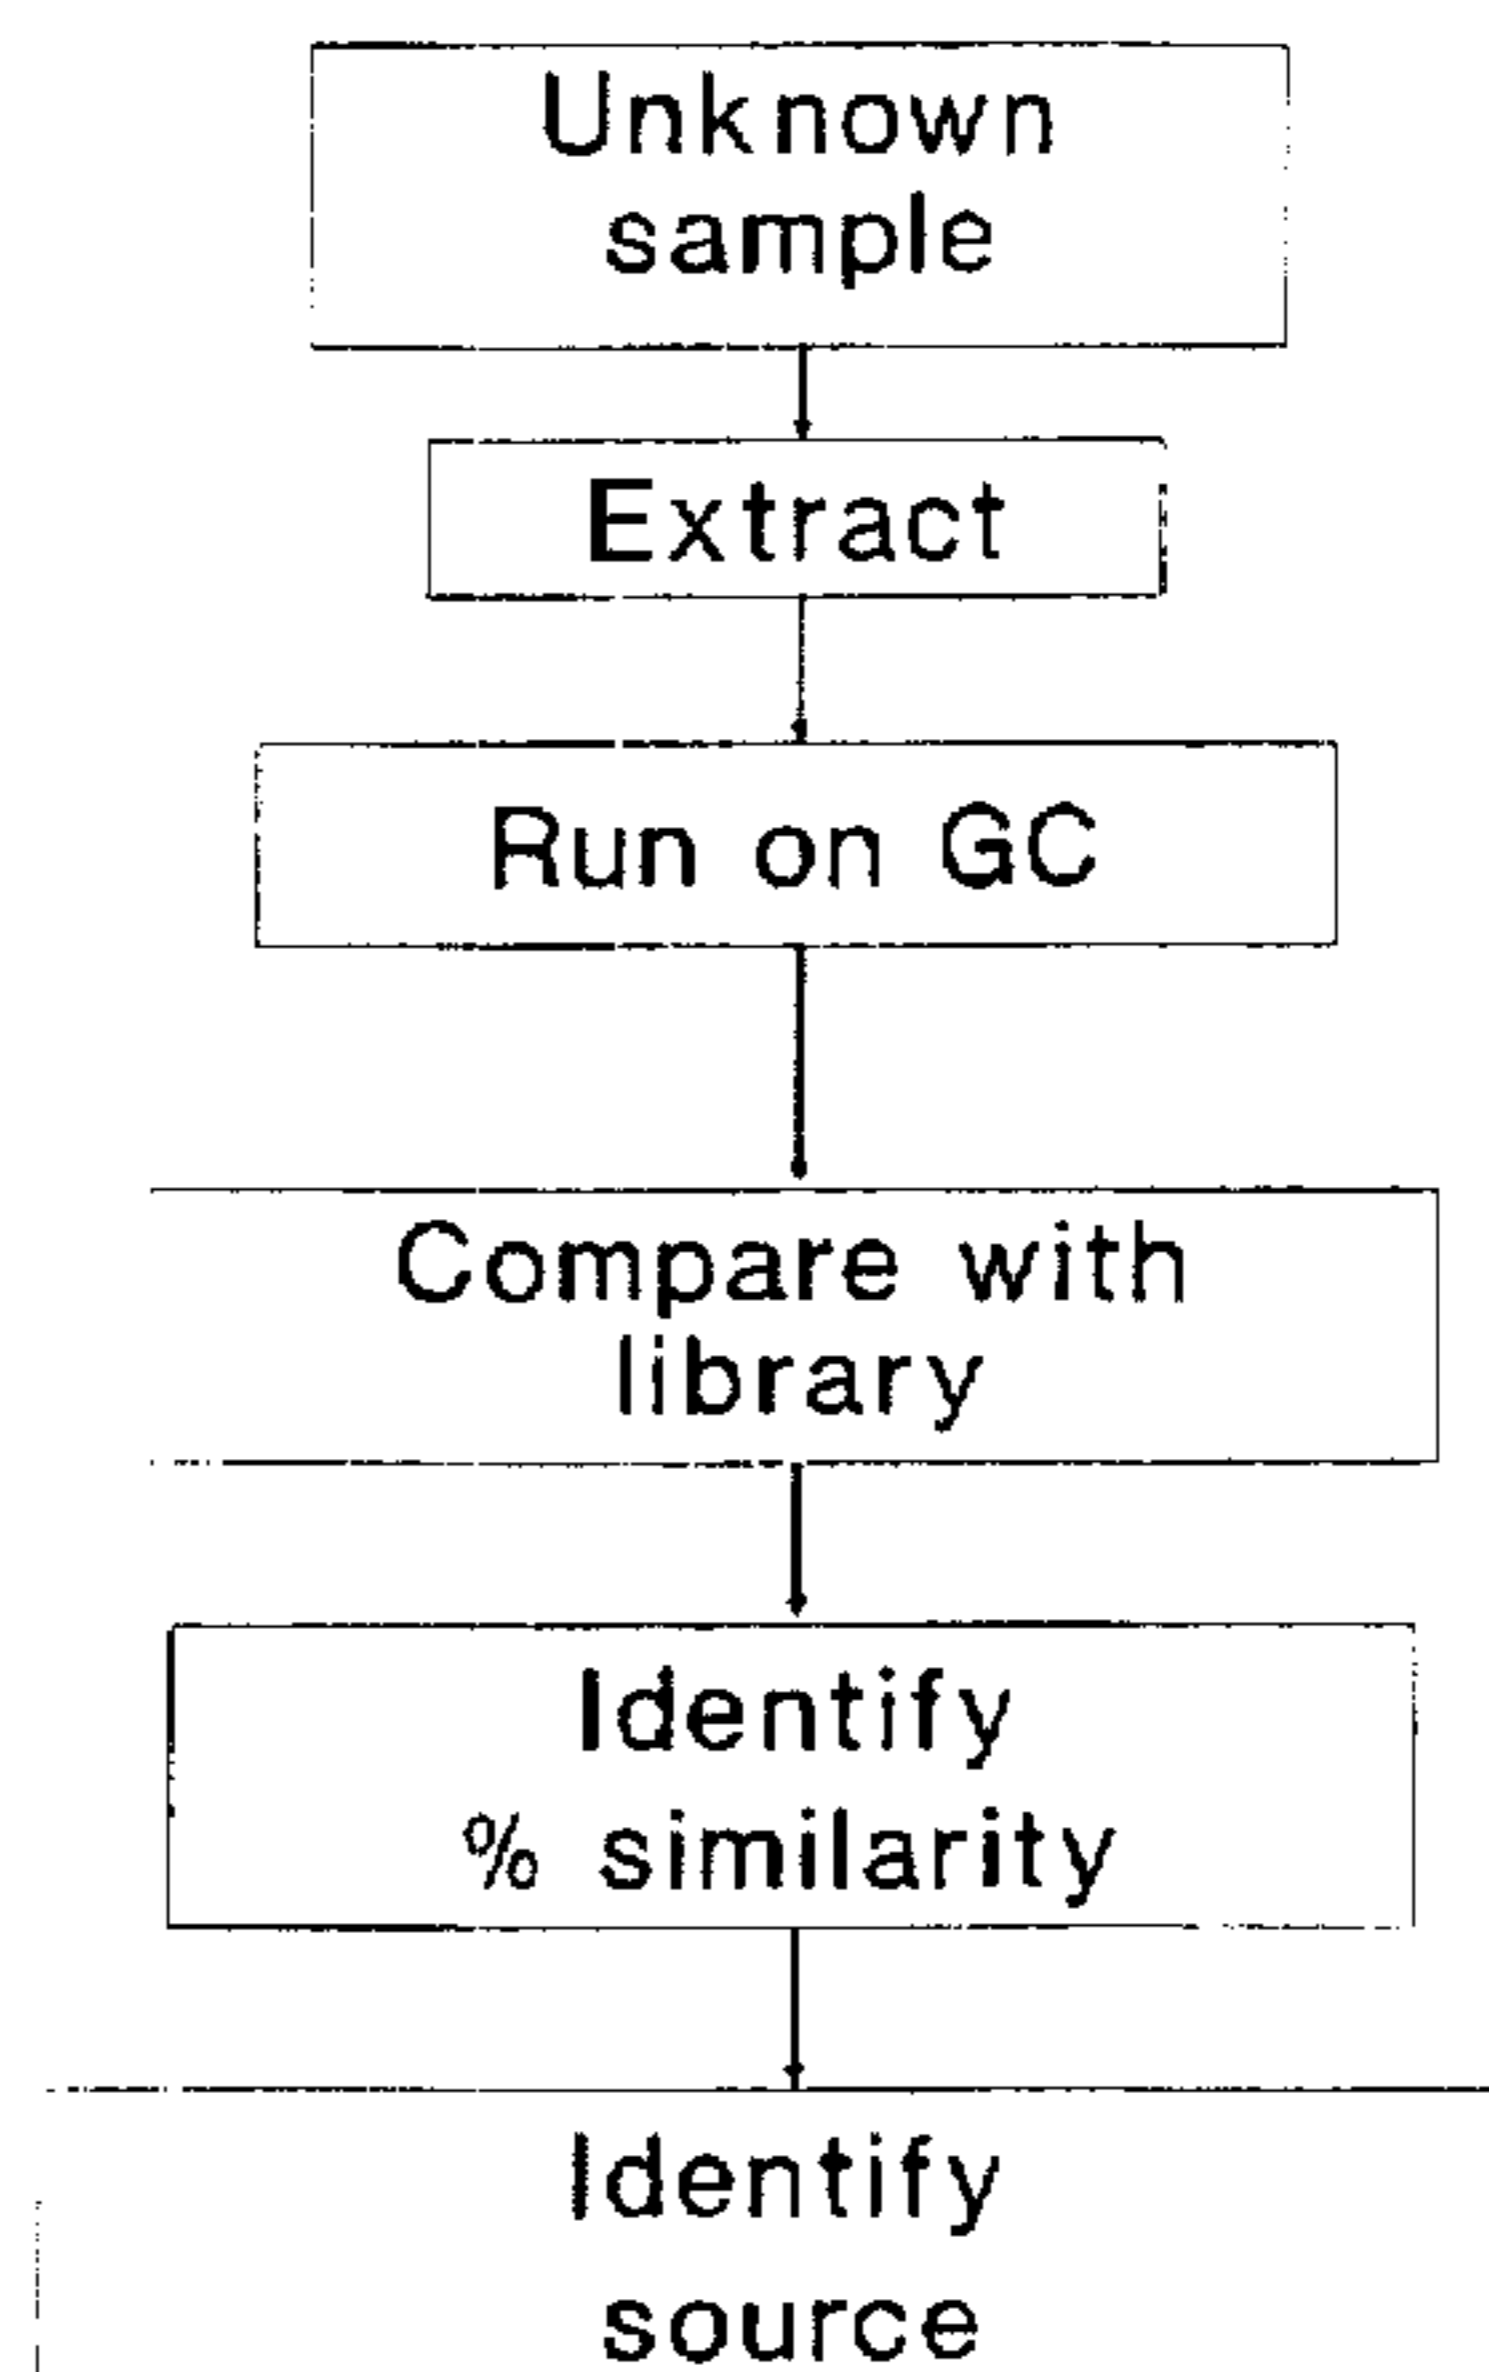 Unknown
sample
Extract
Run on GC
Compare with
library
Identify
% similarity
Identify
source